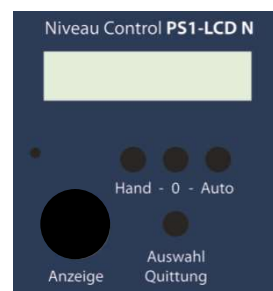 Niveau Control PS1-LCD N
Hand - 0 - Auto
Auswahl
Anzeige Quittung